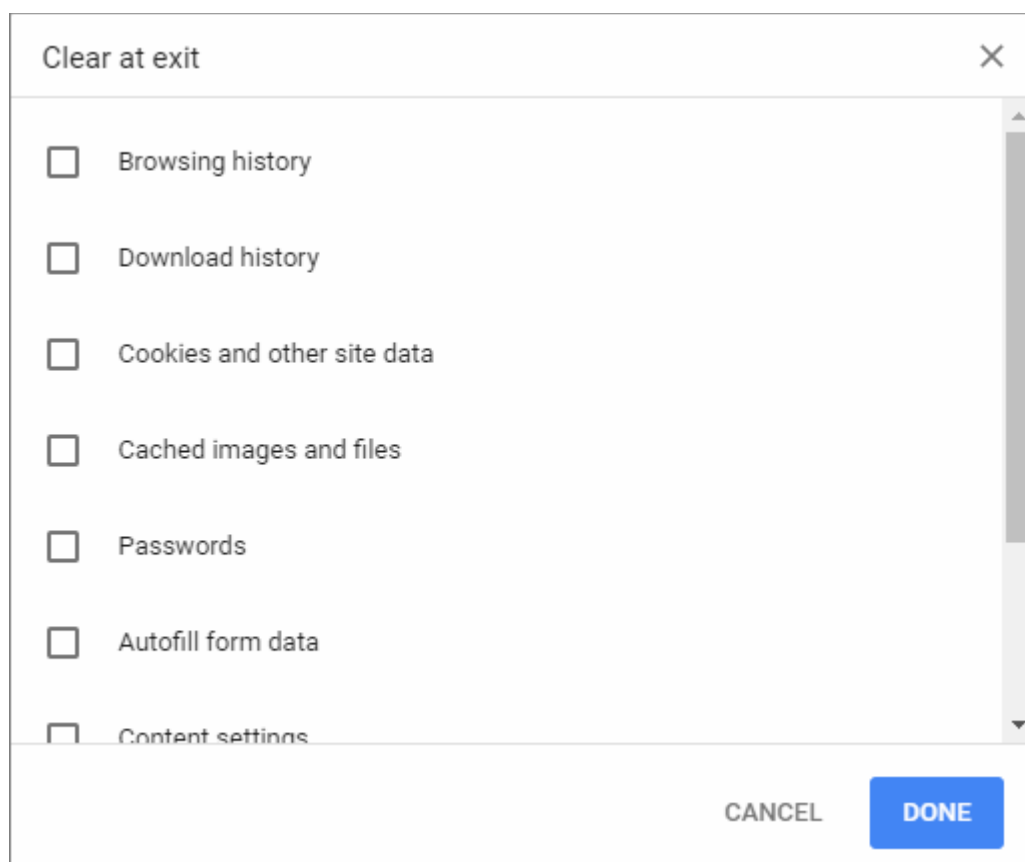 Clear at exit
Browsing history
Download history
Cookies and other site data
Cached images and files
Passwords
Autofill form data
Content settings
CANCEL DONE